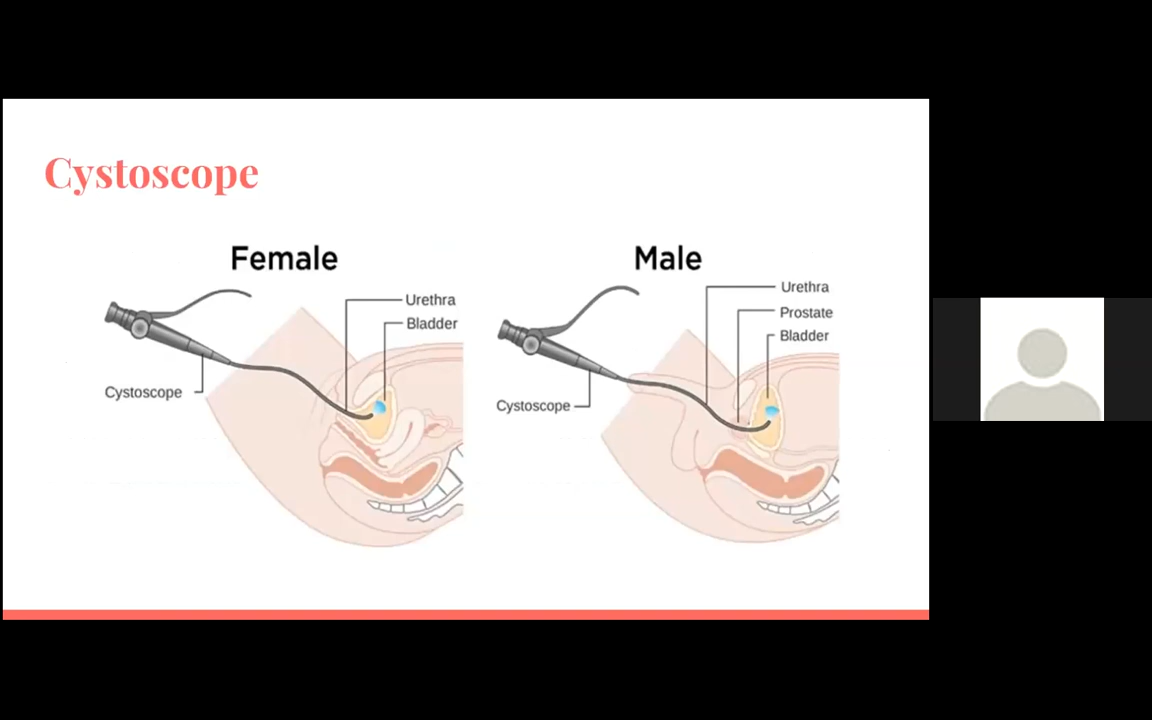 Cystoscope
Female
Urethra
Bladder
Cystoscope
Male
Urethra
Prostate
Bladder
Cystoscope